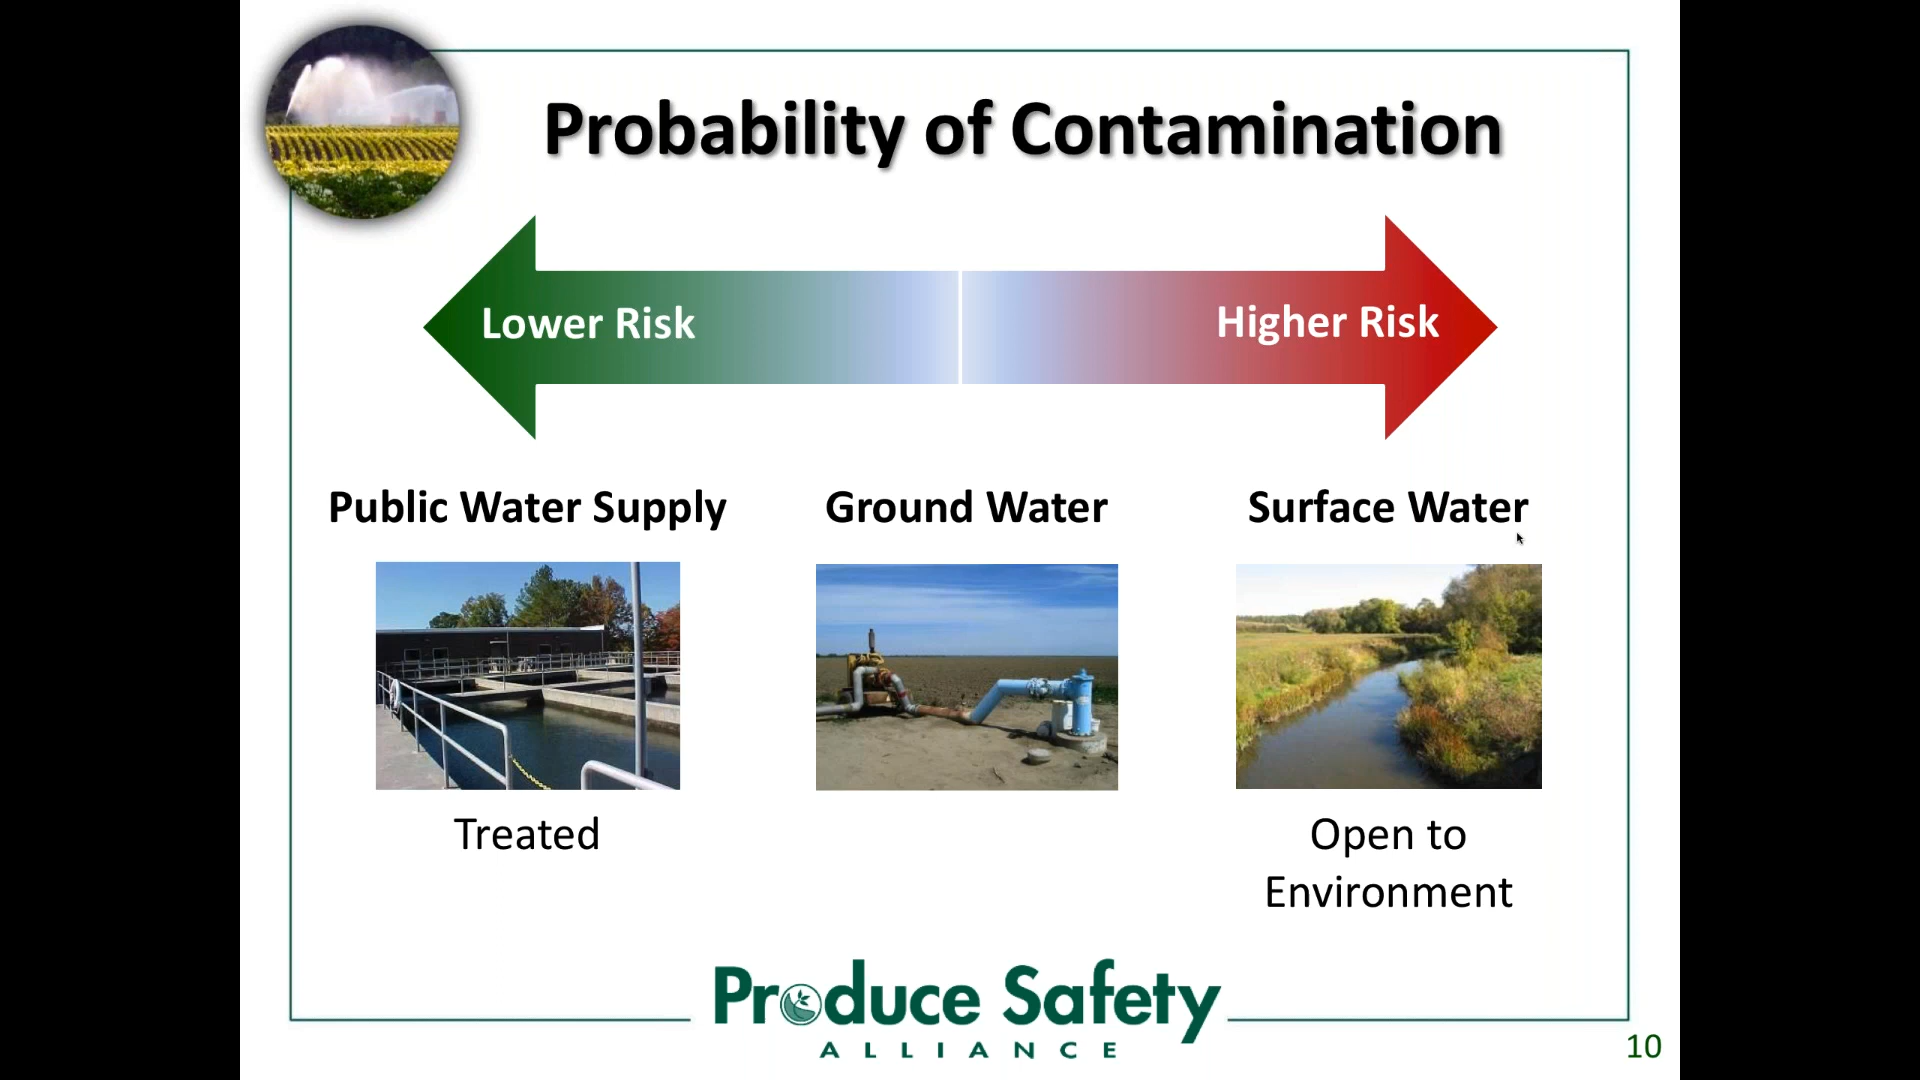 Probability of Contamination
Lower Risk
Higher Risk
Public Water Supply
Ground Water
Surface Water
Treated
Open to
Environment
Produce Safety
ALLIANCE
10